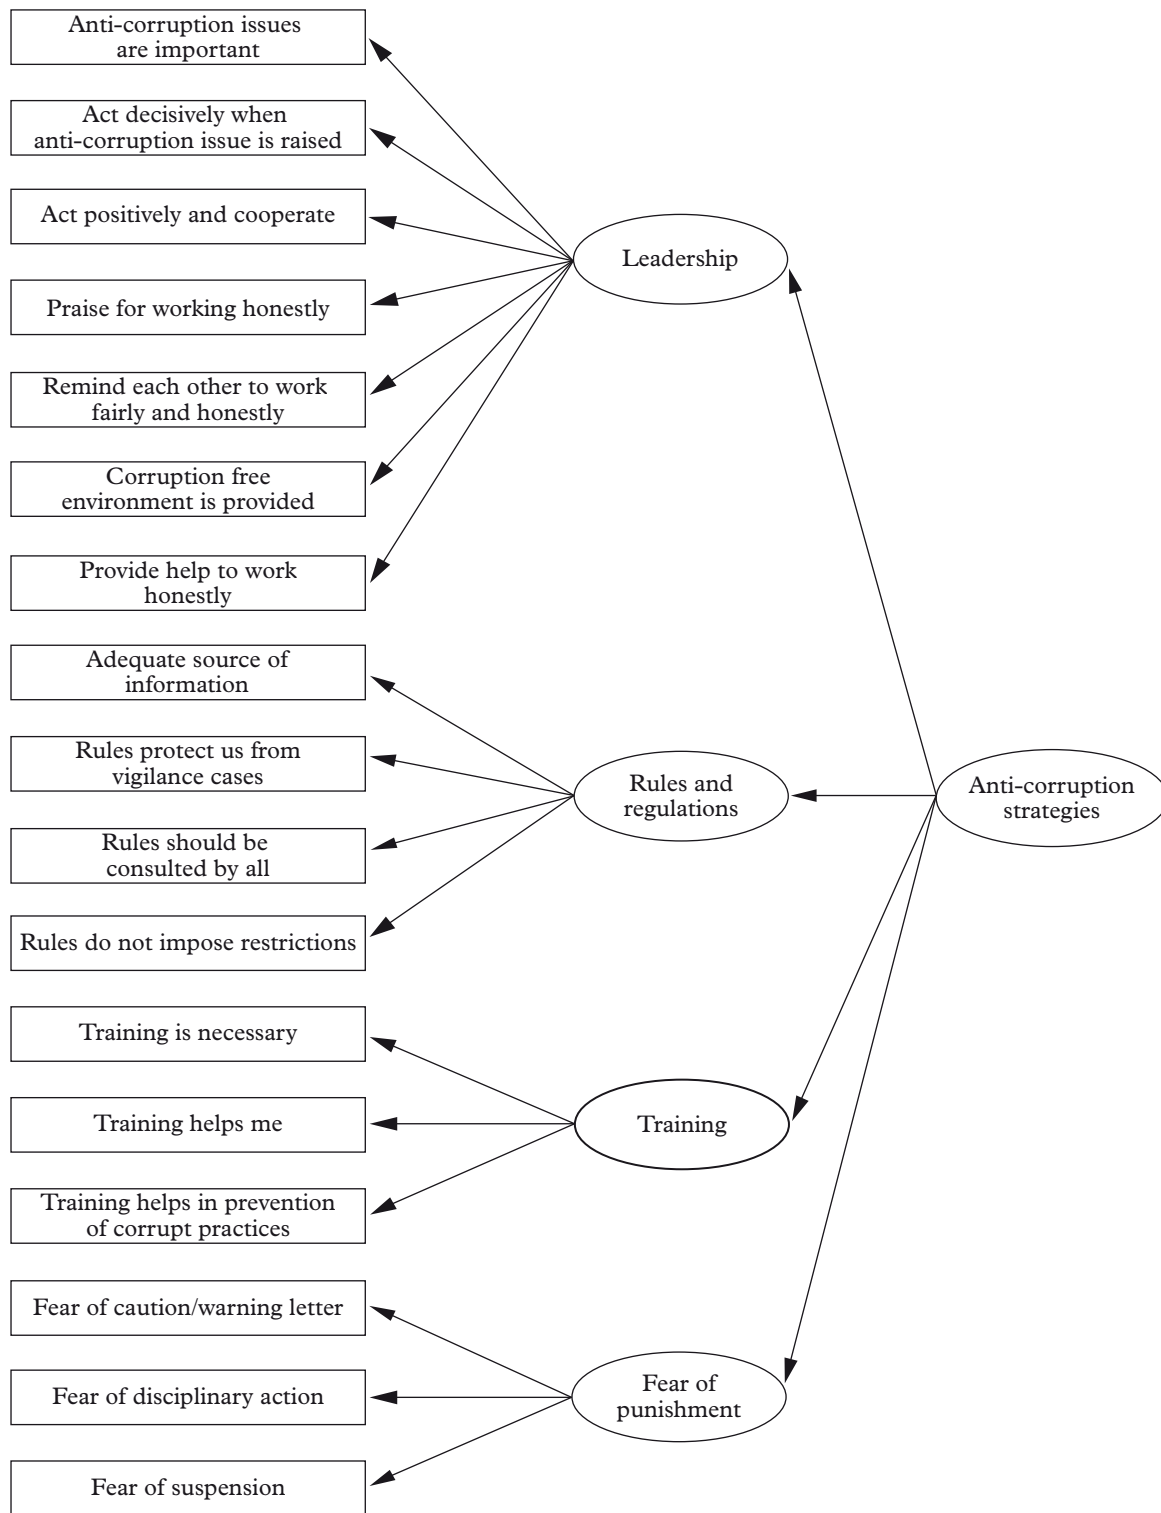 Anti-corruption issues
are important
Act decisively when
anti-corruption issue is raised
Act positively and cooperate
Praise for working honestly
Remind each other to work
fairly and honestly
Corruption free
environment is provided
Provide help to work
honestly
Adequate source of
information
Rules protect us from
vigilance cases
Rules should be
consulted by all
Rules do not impose restrictions
Training is necessary
Training helps me
Training helps in prevention
of corrupt practices
Fear of caution/warning letter
Fear of disciplinary action
Fear of suspension
Leadership
Rules and
regulations
Training
Fear of
punishment
Anti-corruption
strategies